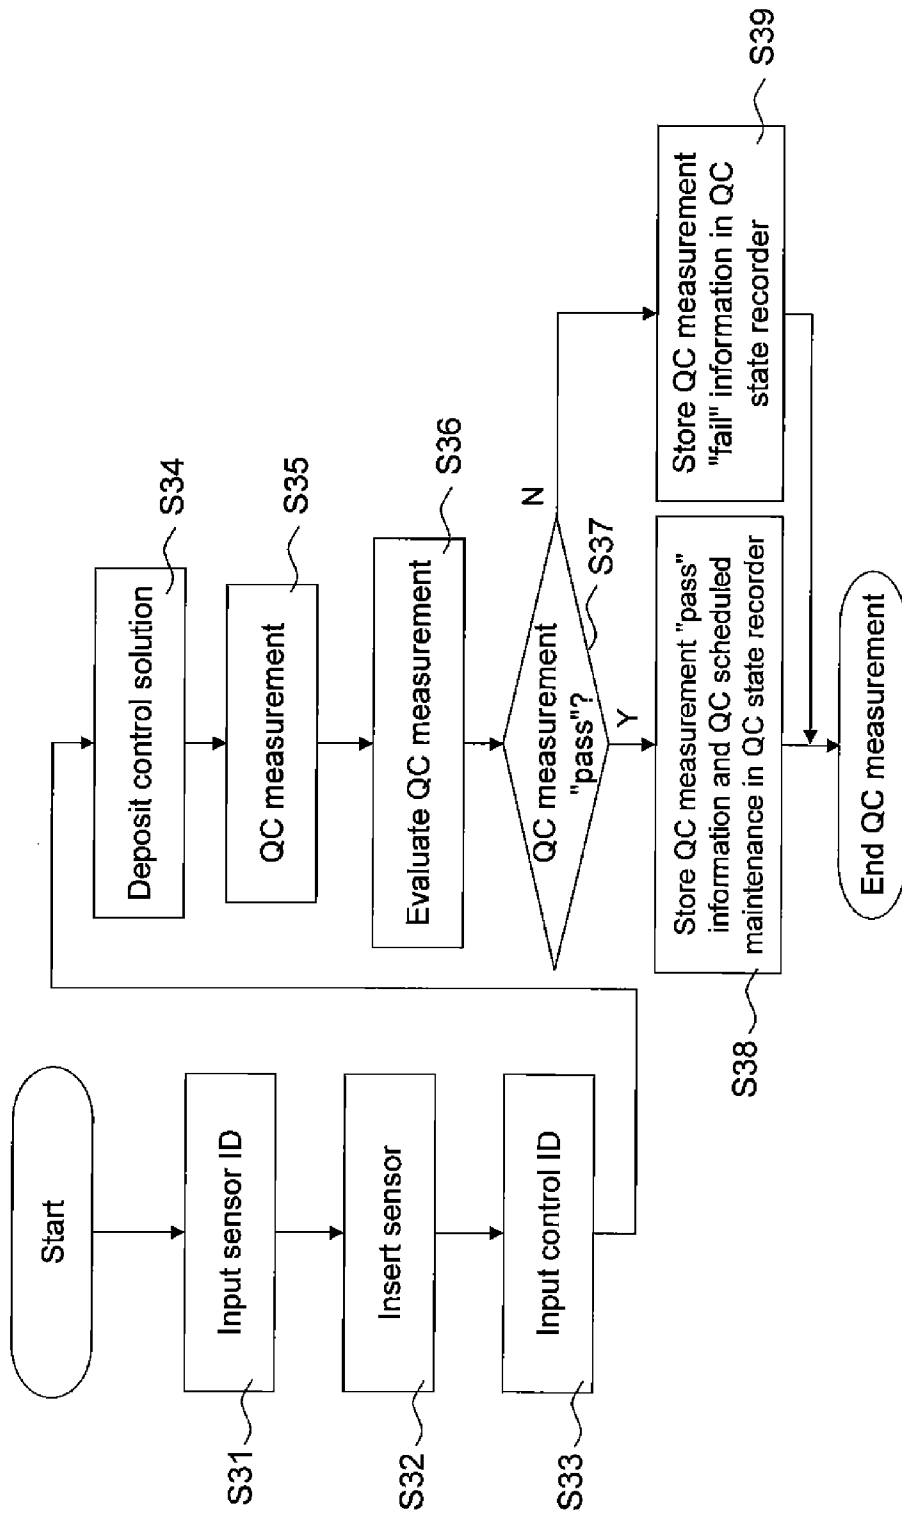 Start
Input sensor ID
S31
Insert sensor
S32
Input control ID
S33
Deposit control solution
S34
QC measurement
S35
Evaluate QC measurement
S36
QC measurement
"pass"?
S37
Y
N
Store QC measurement "pass"
information and QC scheduled
maintenance in QC state recorder
S38
Store QC measurement
"fail" information in QC
state recorder
S39
End QC measurement